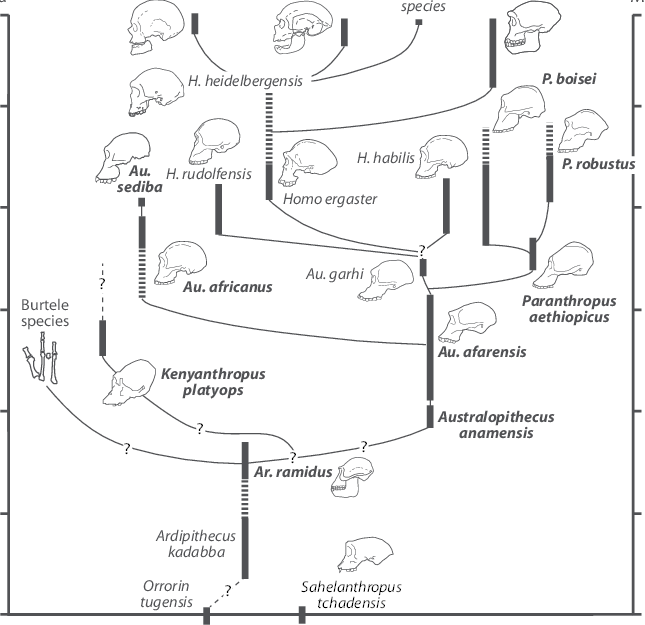 species
H. heidelbergensis
P. boisei
Au.
sediba
H. rudolfensis
H. habilis
P. robustus
Homo ergaster
?
Au. garhi
?
Au. africanus
Burtele
species
Paranthropus
aethiopicus
Au. afarensis
Kenyanthropus
platyops
Australopithecus
anamensis
?
?
?
?
Ar. ramidus
Ardipithecus
kadabba
Orrorin
tugensis
?
Sahelanthropus
tchadensis